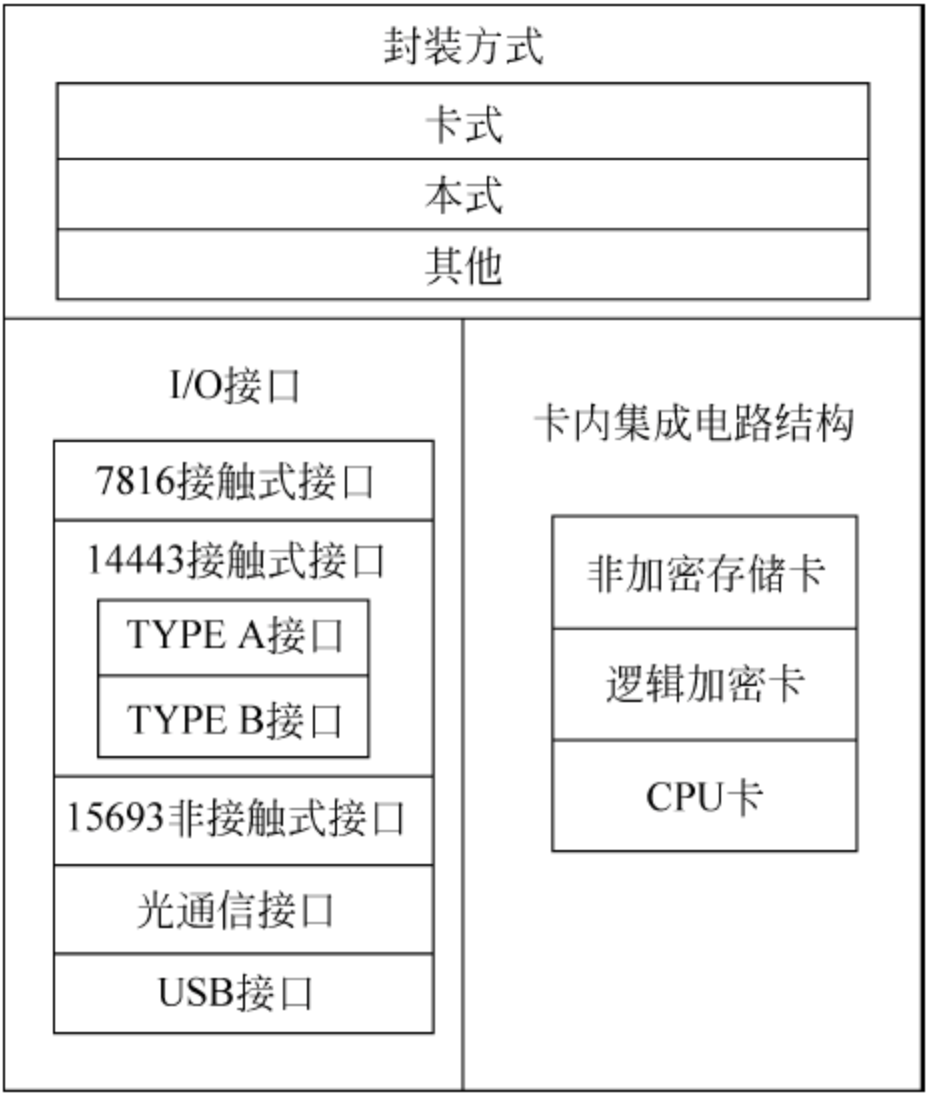 封装方式
卡式
本式
其他
I/O接口
7816接触式接口
14443接触式接口
TYPE A接口
TYPE B接口
15693非接触式接口
光通信接口
USB接口
卡内集成电路结构
非加密存储卡
逻辑加密卡
CPU卡